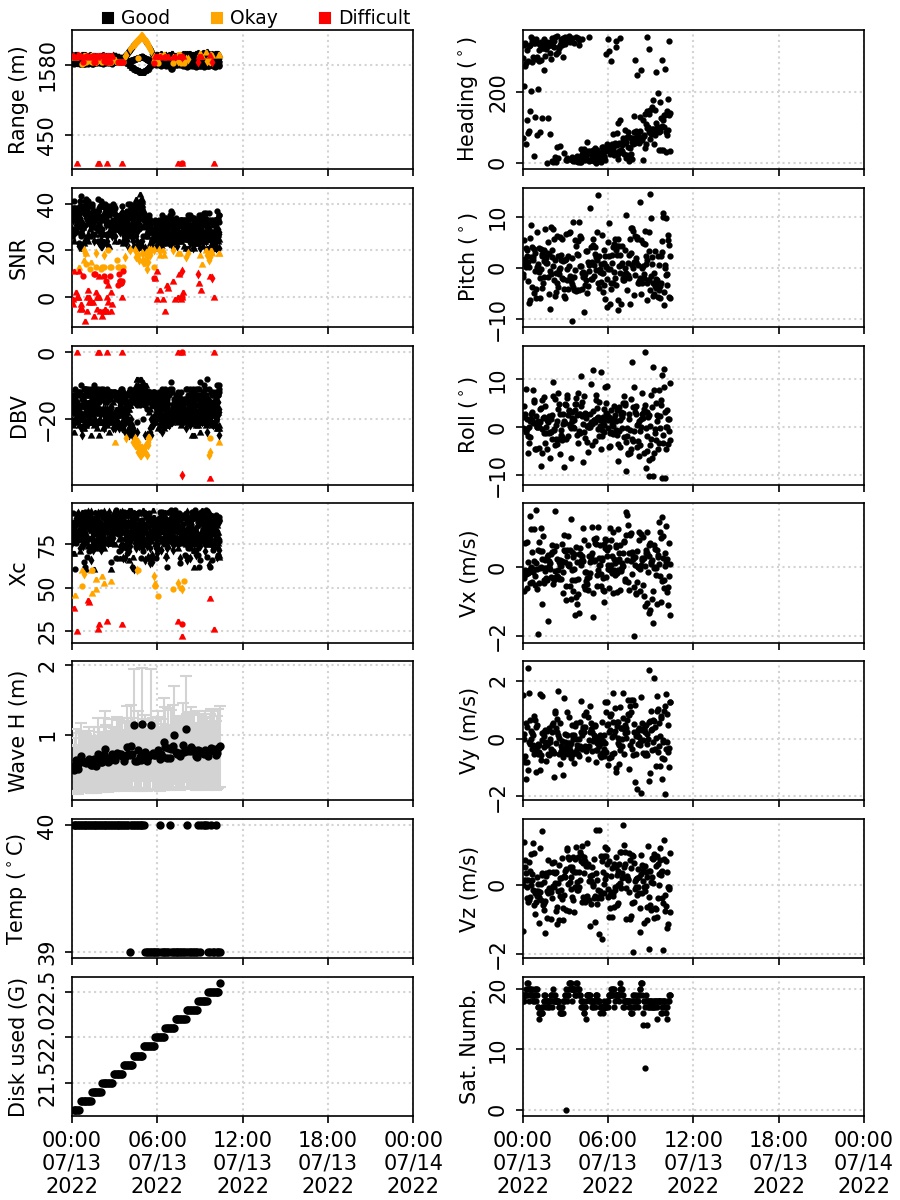 Good Okay Difficult
Range (m)
1580
450
Heading (°)
200
0
SNR
40
20
0
Pitch (°)
10
0
−10
DBV
0
−20
Roll (°)
10
0
−10
Xc
75
50
25
Vx (m/s)
0
−2
Wave H (m)
2
1
Vy (m/s)
2
0
−2
Temp (°C)
40
39
Vz (m/s)
0
−2
Disk used (G)
22.5
22.0
21.5
Sat. Numb.
20
10
0
00:00 06:00 12:00 18:00 00:00
07/13 07/13 07/13 07/13 07/14
2022 2022 2022 2022 2022
00:00 06:00 12:00 18:00 00:00
07/13 07/13 07/13 07/13 07/14
2022 2022 2022 2022 2022